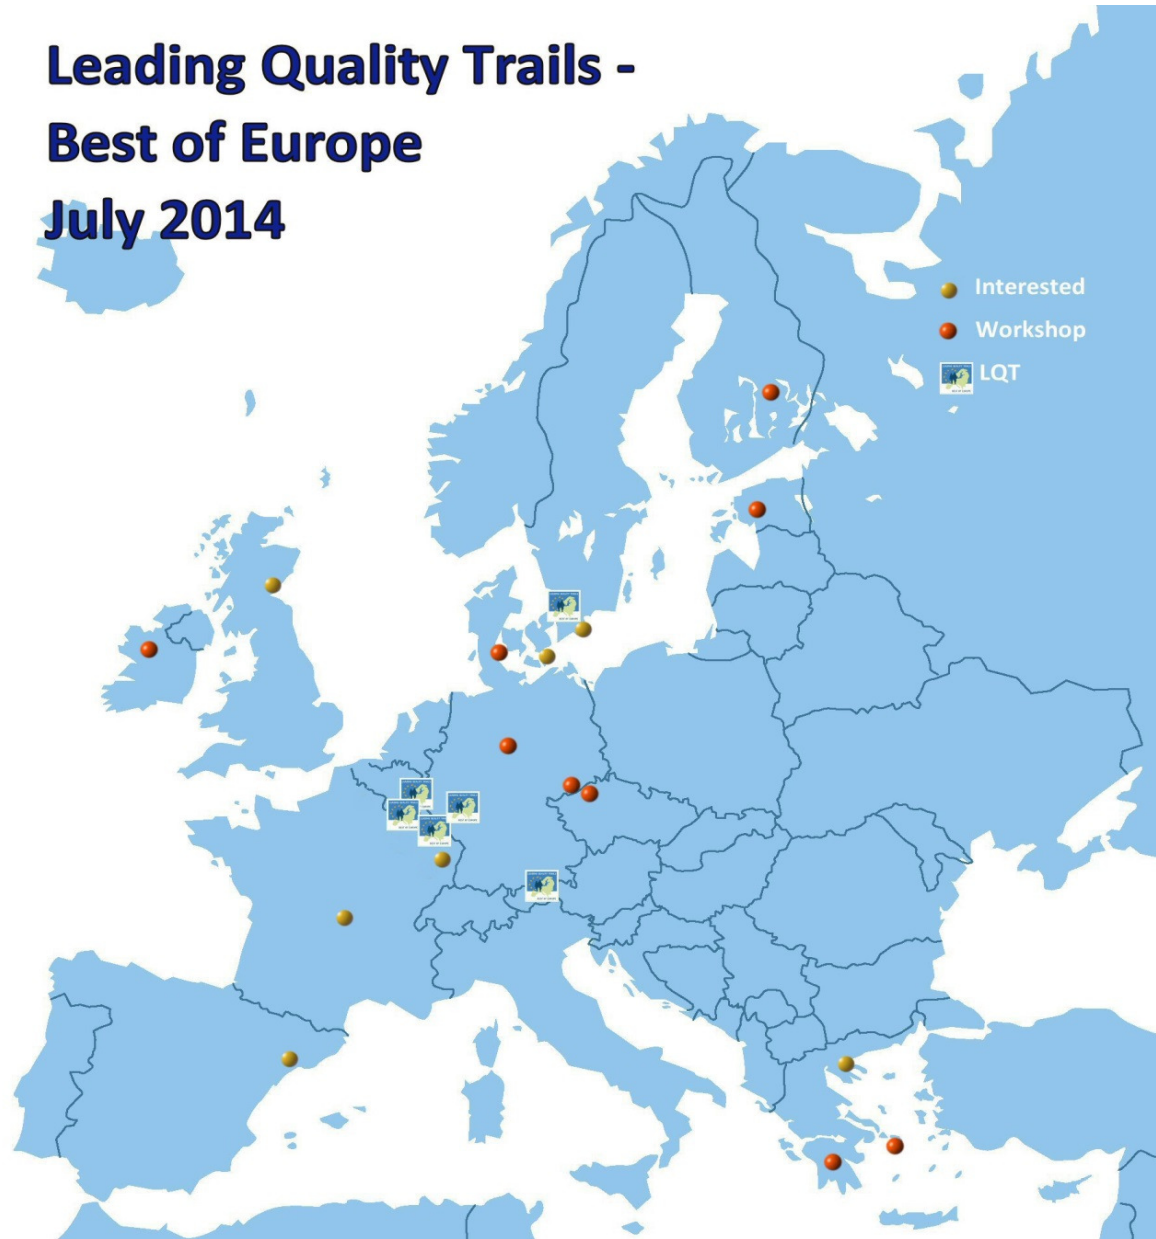 Leading Quality Trails -
Best of Europe
July 2014
Interested
Workshop
LQT